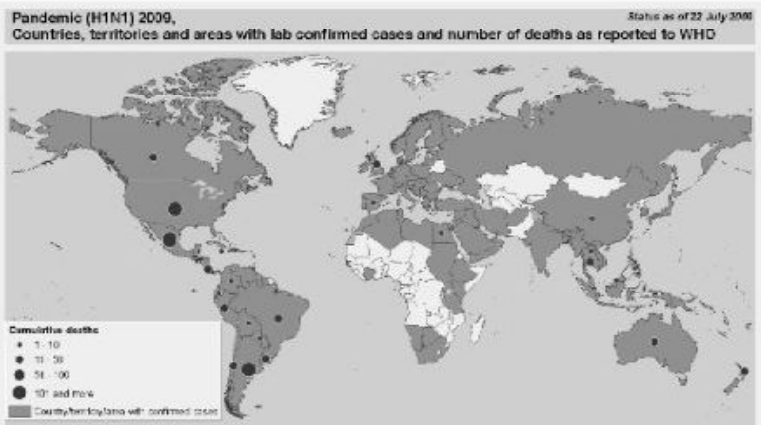 Pandemic (H1N1) 2009,
Status as of 22 July 2009
Countries, territories and areas with lab confirmed cases and number of deaths as reported to WHO
Cumulative deaths
1 - 10
11 - 50
51 - 100
101 and more
Country/territory/area with confirmed cases